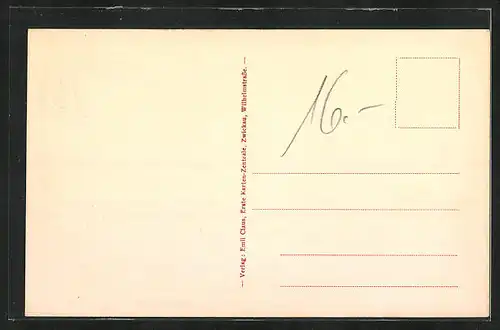 — Verlag: Emil Claus, Erste Karten-Zentrale, Zwickau, Wilhelmstraße. —
16.-